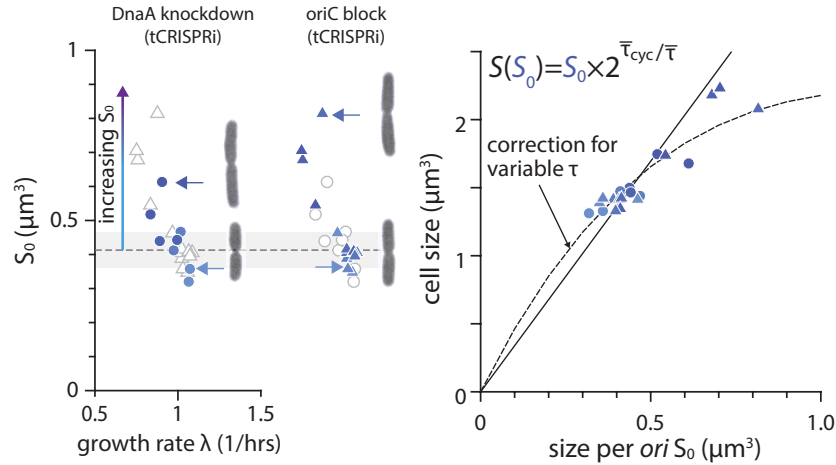 DnaA knockdown
(tCRISPRi)
oriC block
(tCRISPRi)
1
0.5
0
S₀ (μm³)
increasing S₀
0.5
1
1.5
growth rate λ (1/hrs)
S(S₀)=S₀×2^τ̅cyc/τ̅
correction for
variable τ
2
1
0
cell size (μm³)
0
0.5
1.0
size per ori S₀ (μm³)